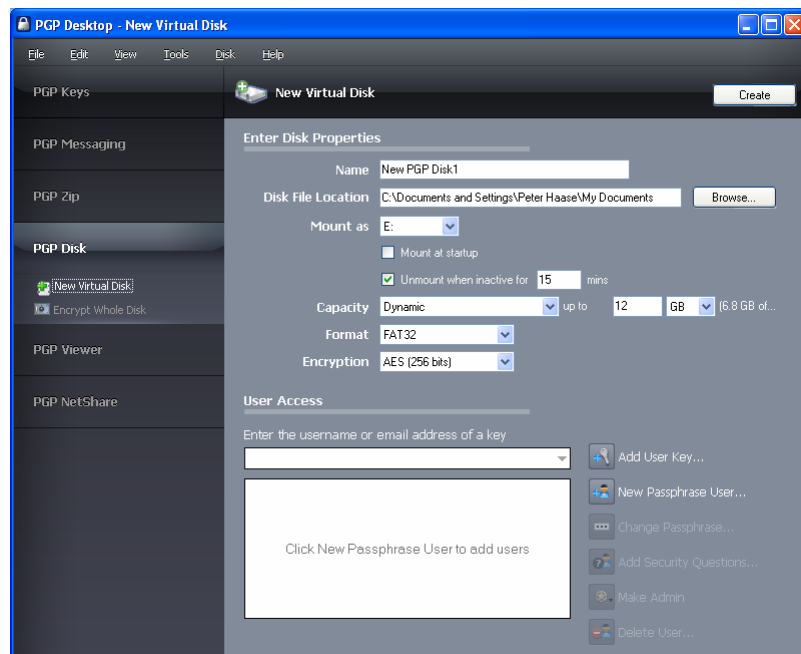 PGP Desktop - New Virtual Disk
File Edit View Tools Disk Help
PGP Keys
New Virtual Disk
Create
PGP Messaging
PGP Zip
PGP Disk
New Virtual Disk
Encrypt Whole Disk
PGP Viewer
PGP NetShare
Enter Disk Properties
Name New PGP Disk1
Disk File Location C:\Documents and Settings\Peter Haase\My Documents Browse...
Mount as E:
Mount at startup
Unmount when inactive for 15 mins
Capacity Dynamic up to 12 GB (6.8 GB of...
Format FAT32
Encryption AES (256 bits)
User Access
Enter the username or email address of a key
Click New Passphrase User to add users
Add User Key...
New Passphrase User...
Change Passphrase...
Add Security Questions...
Make Admin
Delete User...